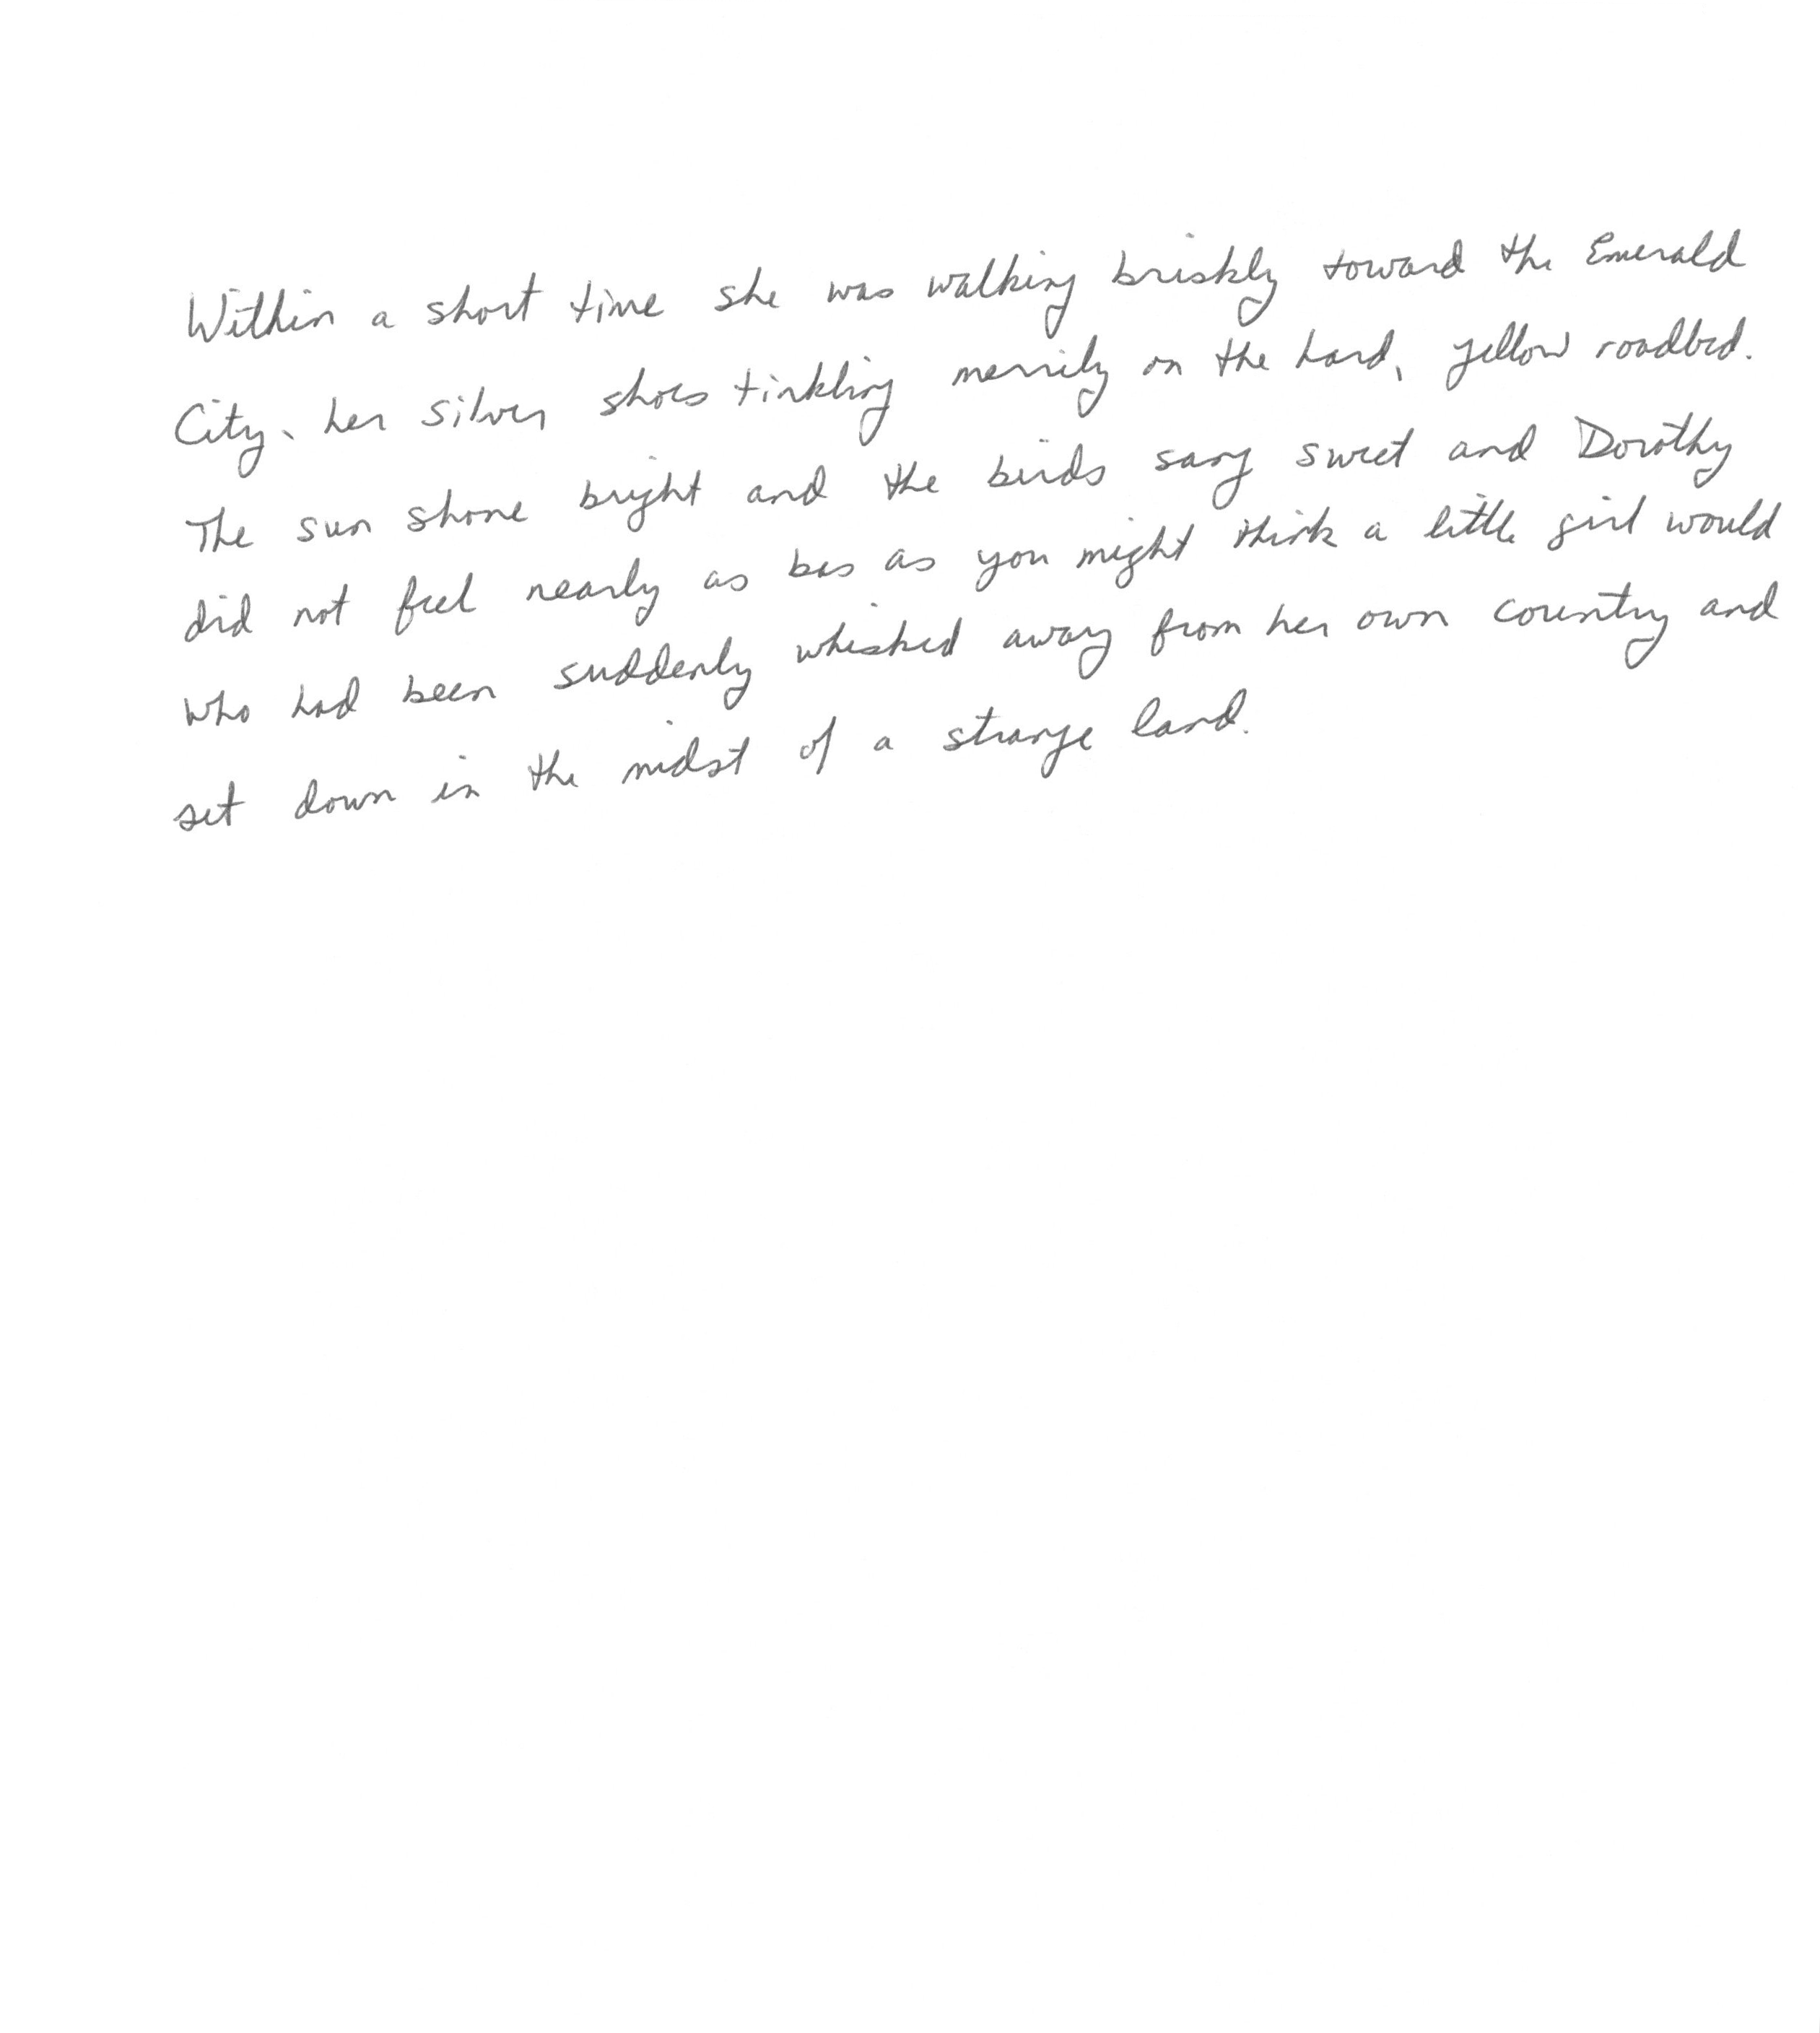 Within a short time she was walking briskly toward the Emerald
City, her silver shoes tinkling merrily on the hard, yellow roadbed.
The sun shone bright and the birds sang sweet and Dorothy
did not feel nearly as bas as you might think a little girl would
who had been suddenly whisked away from her own country and
set down in the midst of a strange land.